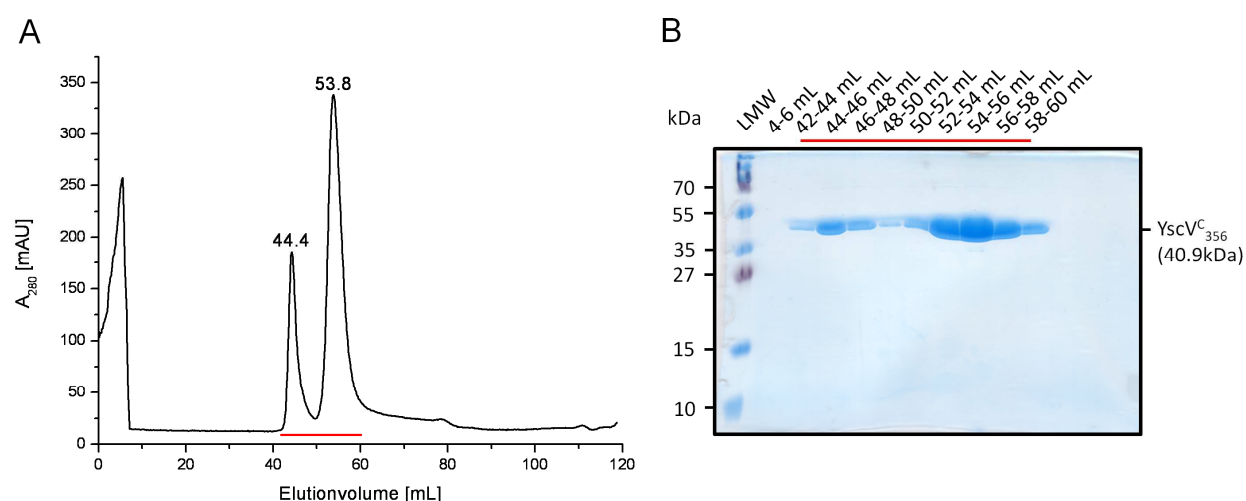 A
B
53.8
44.4
350
300
250
200
150
100
50
0
A280 [mAU]
0 20 40 60 80 100 120
Elutionvolume [mL]
kDa
LMW
4-6 mL
42-44 mL
44-46 mL
46-48 mL
48-50 mL
50-52 mL
52-54 mL
54-56 mL
56-58 mL
58-60 mL
70
55
35
27
15
10
YscVC356
(40.9kDa)